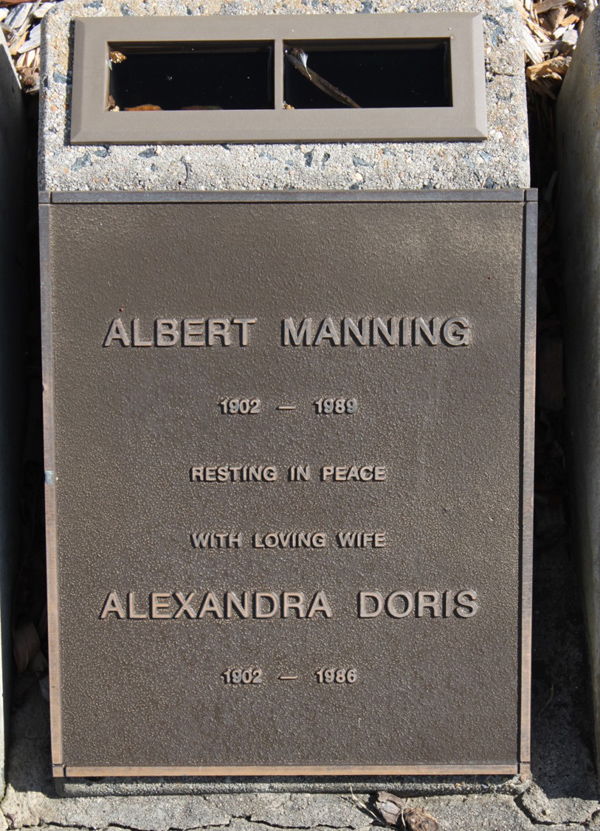 ALBERT MANNING
1902 — 1989
RESTING IN PEACE
WITH LOVING WIFE
ALEXANDRA DORIS
1902 — 1986